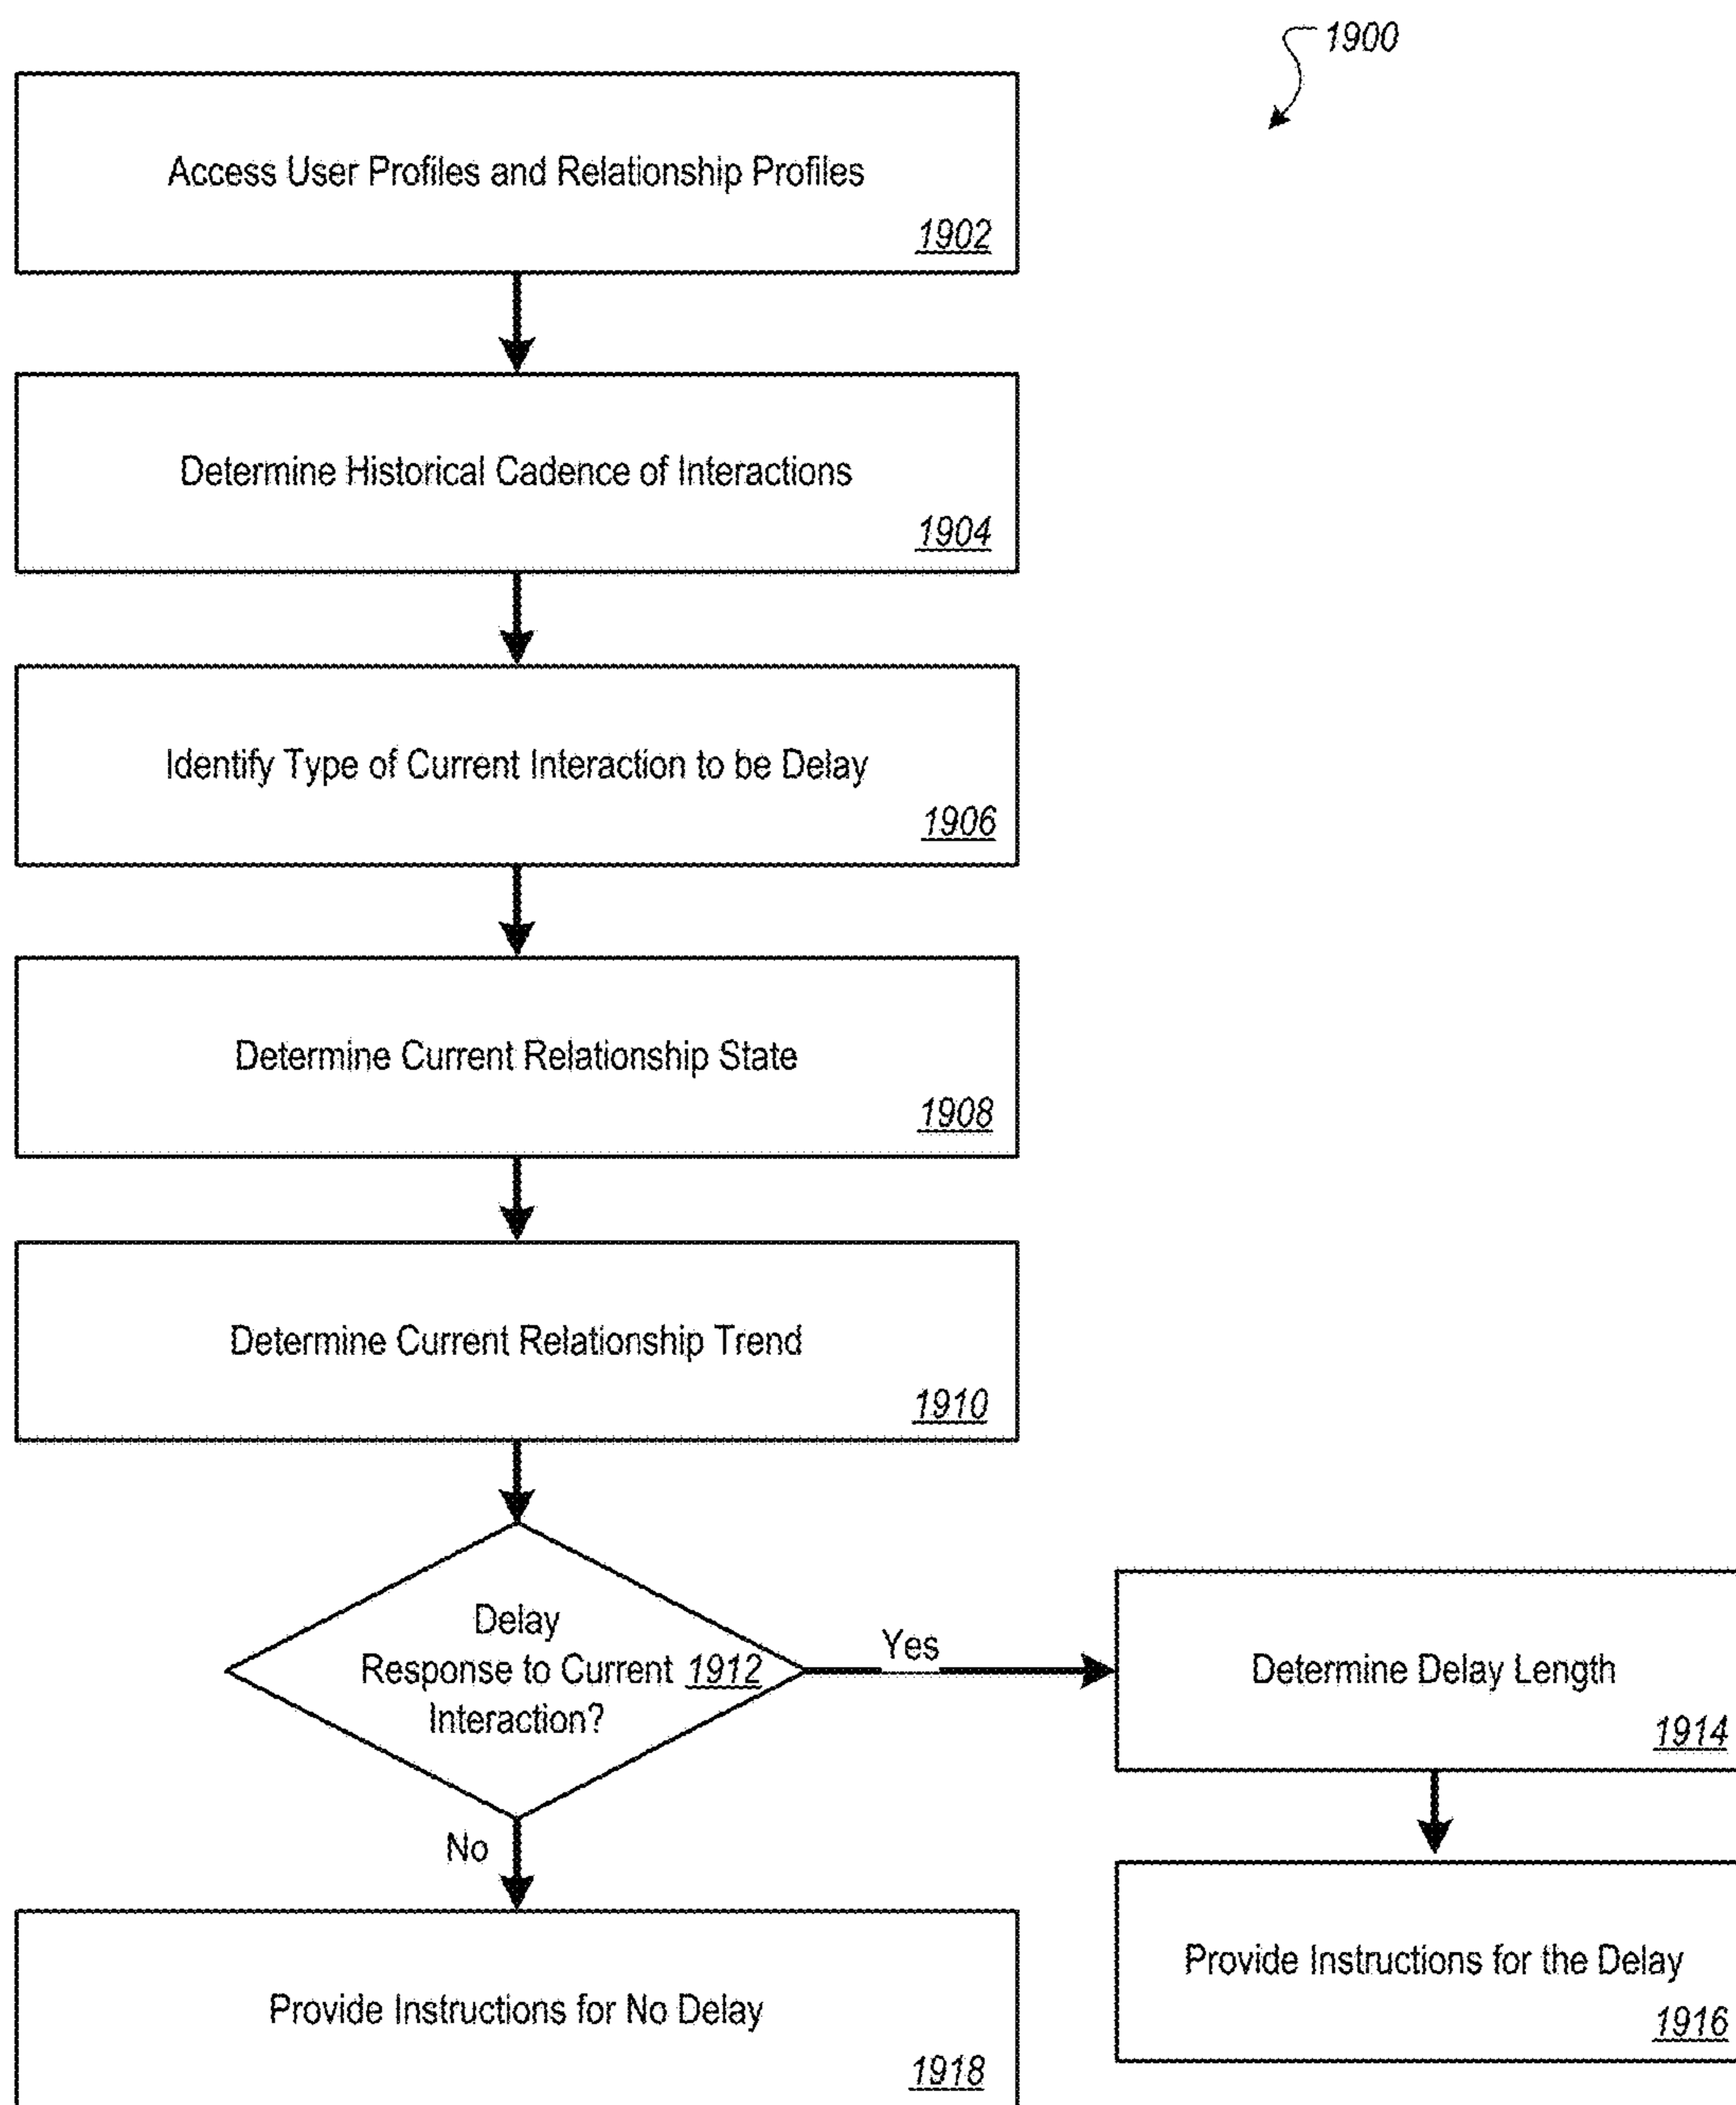 1900
Access User Profiles and Relationship Profiles
1902
Determine Historical Cadence of Interactions
1904
Identify Type of Current Interaction to be Delay
1906
Determine Current Relationship State
1908
Determine Current Relationship Trend
1910
Delay
Response to Current 1912
Interaction?
Yes
Determine Delay Length
1914
No
Provide Instructions for the Delay
1916
Provide Instructions for No Delay
1918